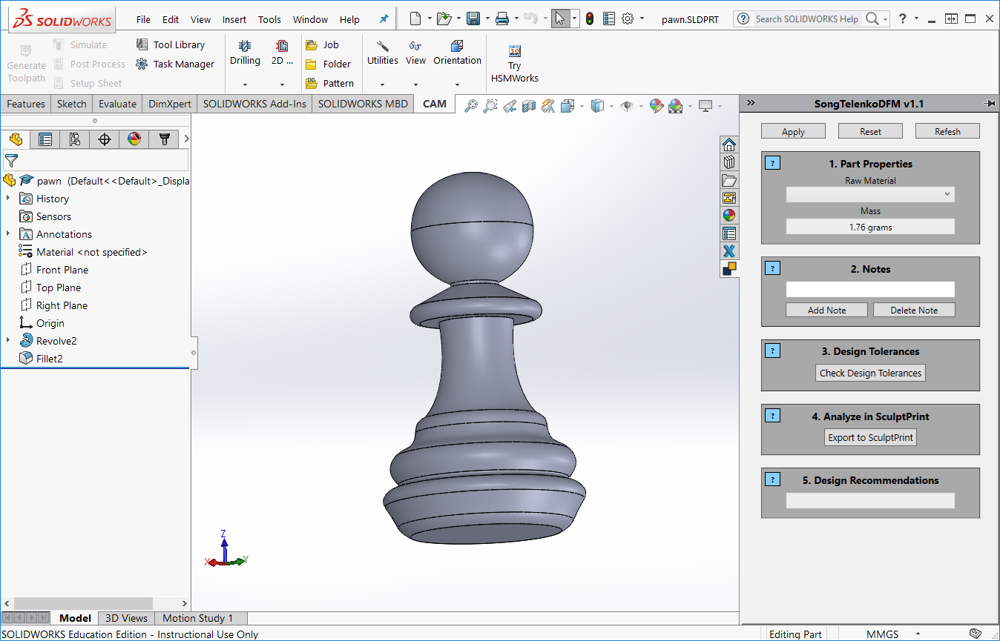 SOLIDWORKS File Edit View Insert Tools Window Help pawn.SLDPRT Search SOLIDWORKS Help ?
Generate Toolpath
Simulate
Post Process
Setup Sheet
Tool Library
Task Manager
Drilling
2D ...
Job
Folder
Pattern
Utilities
View
Orientation
Try
HSMWorks
Features Sketch Evaluate DimXpert SOLIDWORKS Add-Ins SOLIDWORKS MBD CAM
pawn (Default<<Default>_Displa
History
Sensors
Annotations
Material <not specified>
Front Plane
Top Plane
Right Plane
Origin
Revolve2
Fillet2
Z
X
Y
SongTelenkoDFM v1.1
Apply Reset Refesh
? 1. Part Properties
Raw Material
Mass
1.76 grams
? 2. Notes
Add Note Delete Note
? 3. Design Tolerances
Check Design Tolerances
? 4. Analyze in SculptPrint
Export to SculptPrint
? 5. Design Recommendations
Model 3D Views Motion Study 1
SOLIDWORKS Education Edition - Instructional Use Only Editing Part MMGS